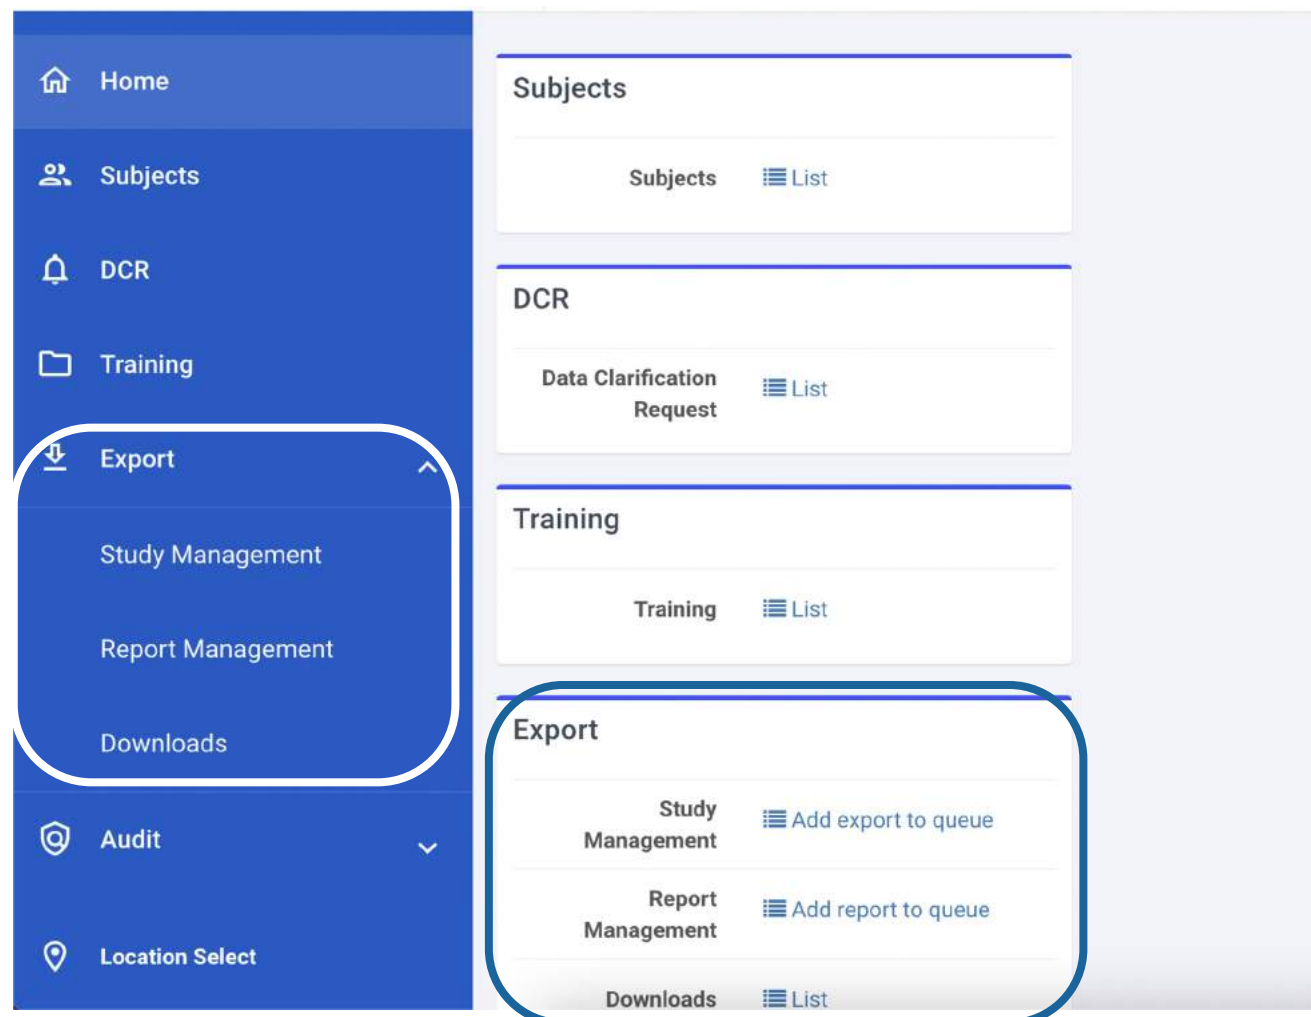 Home
Subjects
DCR
Training
Export
Study Management
Report Management
Downloads
Audit
Location Select
Subjects
Subjects List
DCR
Data Clarification
Request List
Training
Training List
Export
Study
Management Add export to queue
Report
Management Add report to queue
Downloads List